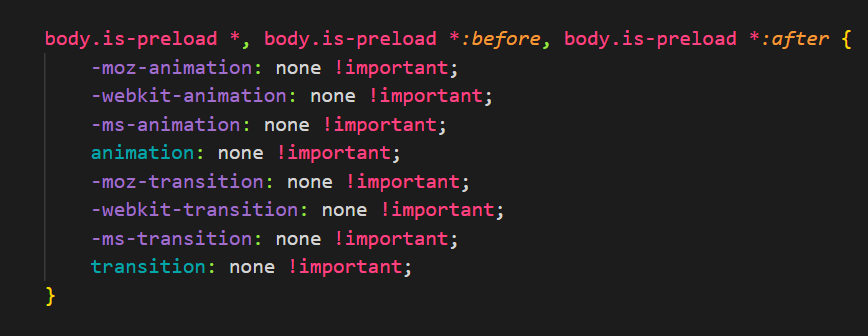 body.is-preload *, body.is-preload *:before, body.is-preload *:after {
-moz-animation: none !important;
-webkit-animation: none !important;
-ms-animation: none !important;
animation: none !important;
-moz-transition: none !important;
-webkit-transition: none !important;
-ms-transition: none !important;
transition: none !important;
}